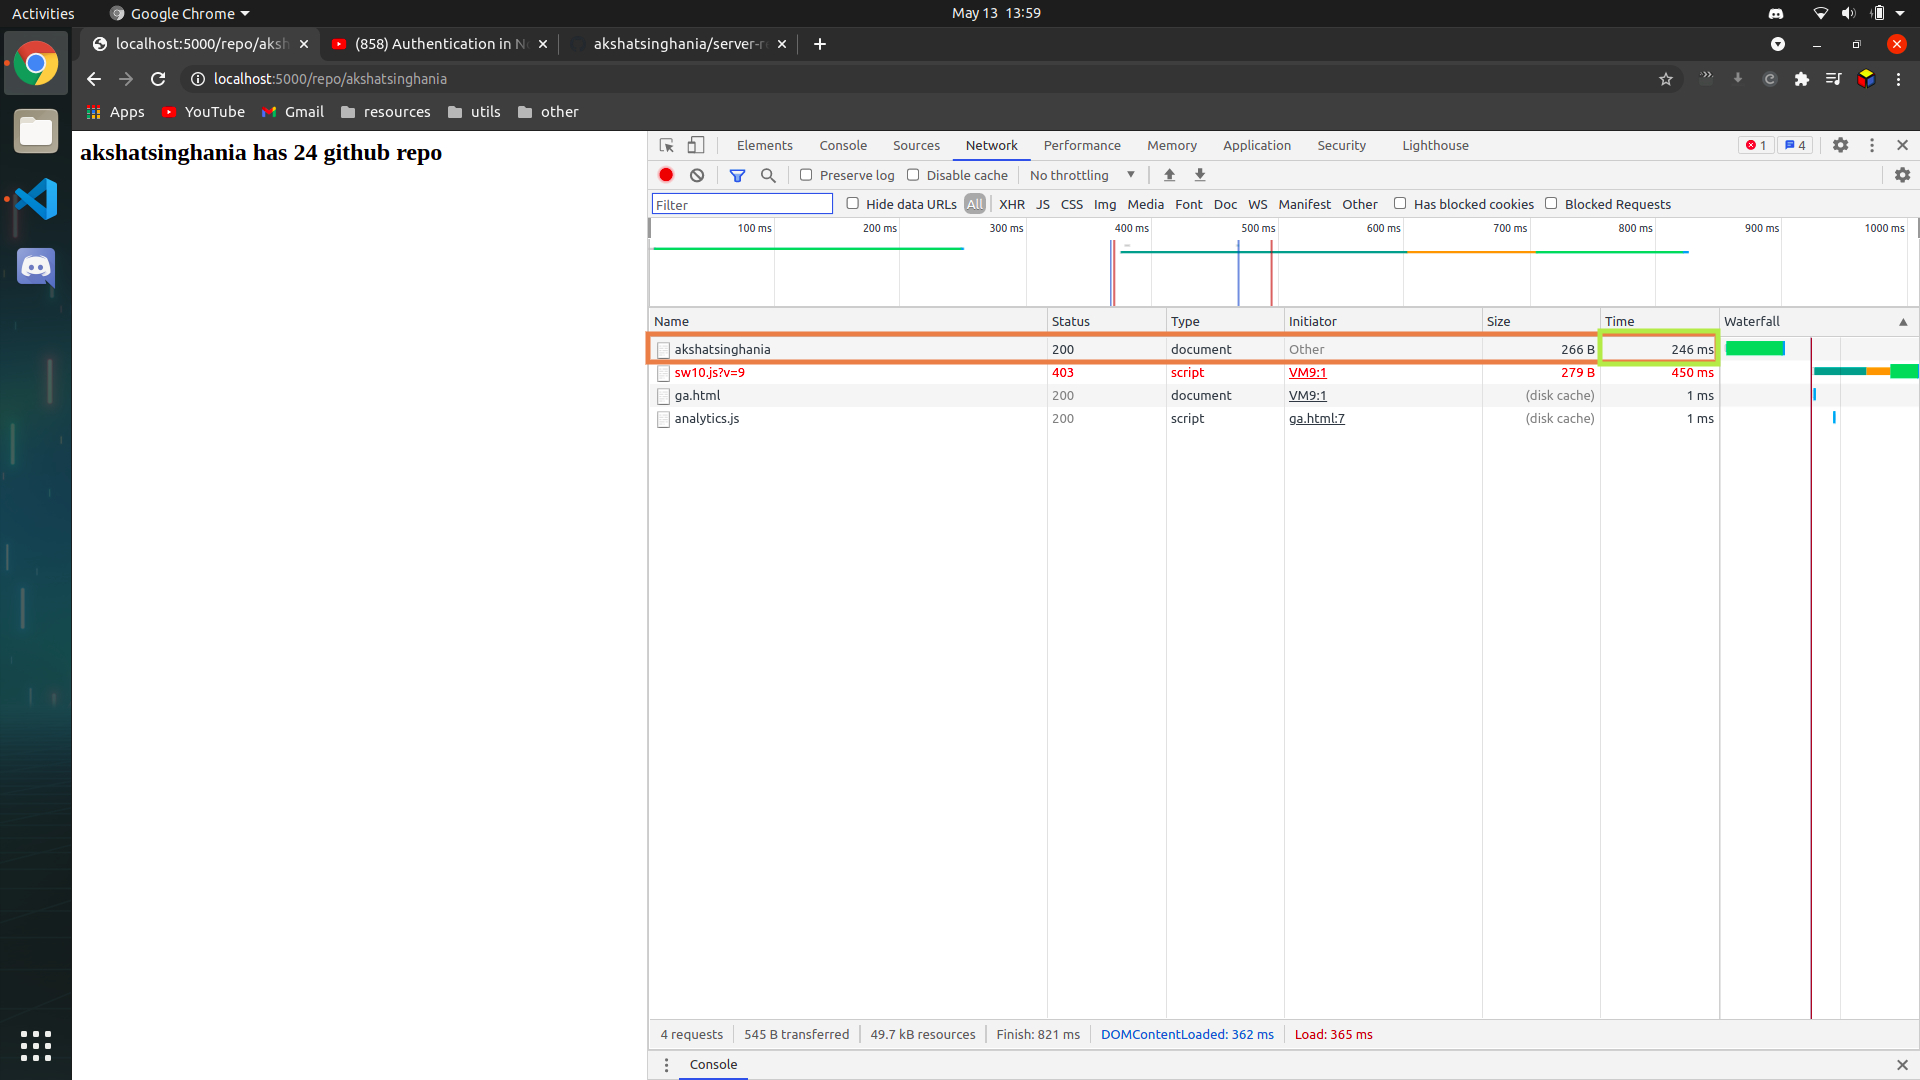 Activities
Google Chrome
May 13 13:59
localhost:5000/repo/aksh
(858) Authentication in N
akshatsinghania/server-r
localhost:5000/repo/akshatsinghania
Apps
YouTube
Gmail
resources
utils
other
akshatsinghania has 24 github repo
Elements Console Sources Network Performance Memory Application Security Lighthouse
1
4
Preserve log
Disable cache
No throttling
Filter
Hide data URLs
All XHR JS CSS Img Media Font Doc WS Manifest Other
Has blocked cookies
Blocked Requests
100 ms 200 ms 300 ms 400 ms 500 ms 600 ms 700 ms 800 ms 900 ms 1000 ms
Name Status Type Initiator Size Time Waterfall
akshatsinghania 200 document Other 266 B 246 ms
sw10.js?v=9 403 script VM9:1 279 B 450 ms
ga.html 200 document VM9:1 (disk cache) 1 ms
analytics.js 200 script ga.html:7 (disk cache) 1 ms
4 requests 545 B transferred 49.7 kB resources Finish: 821 ms DOMContentLoaded: 362 ms Load: 365 ms
Console